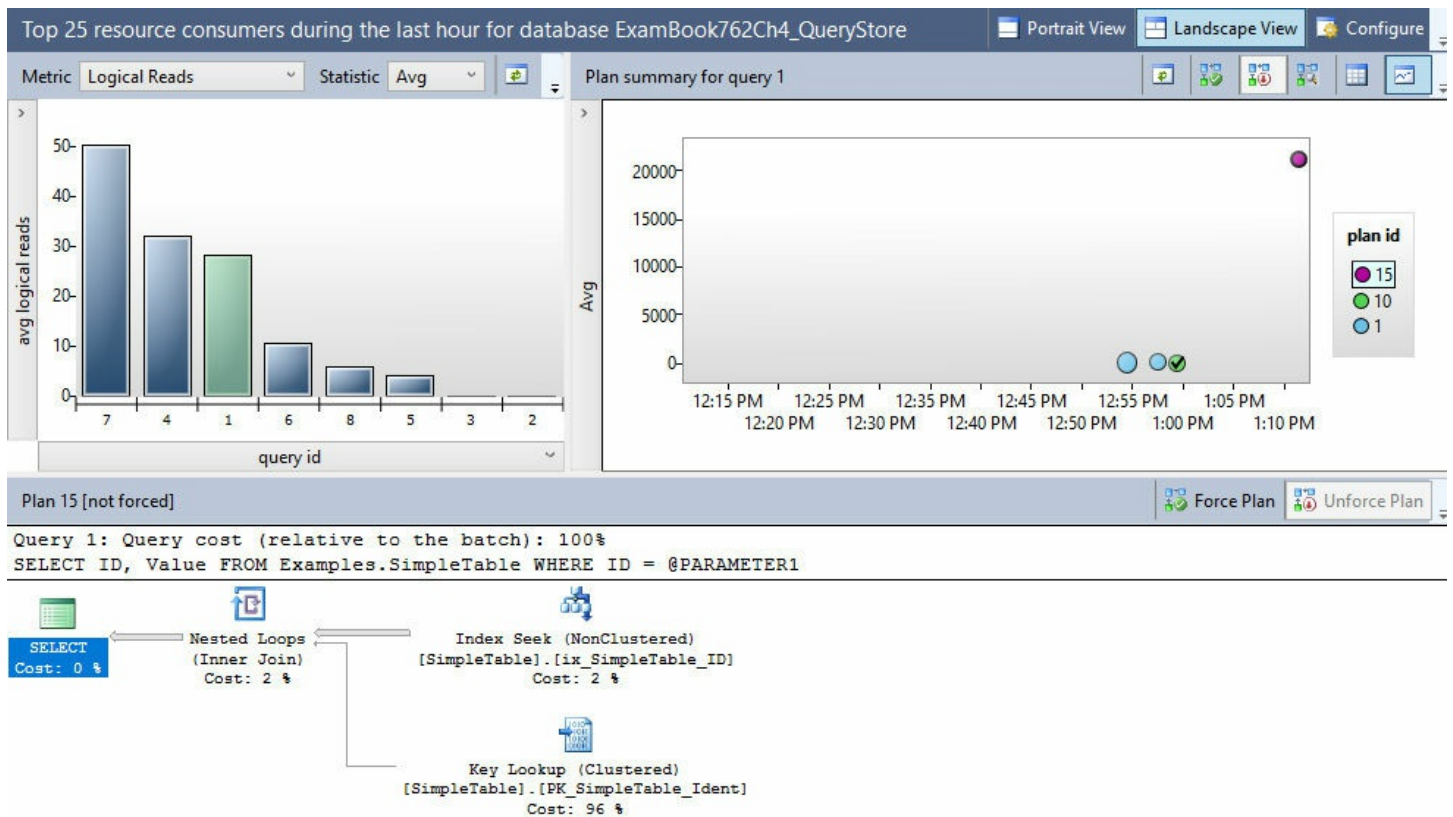 Top 25 resource consumers during the last hour for database ExamBook762Ch4_QueryStore
Portrait View
Landscape View
Configure
Metric Logical Reads
Statistic Avg
Plan summary for query 1
avg logical reads
50
40
30
20
10
0
7 4 1 6 8 5 3 2
query id
Avg
20000
15000
10000
5000
0
12:15 PM 12:25 PM 12:35 PM 12:45 PM 12:55 PM 1:05 PM
12:20 PM 12:30 PM 12:40 PM 12:50 PM 1:00 PM 1:10 PM
plan id
15
10
1
Plan 15 [not forced]
Force Plan
Unforce Plan
Query 1: Query cost (relative to the batch): 100%
SELECT ID, Value FROM Examples.SimpleTable WHERE ID = @PARAMETER1
SELECT
Cost: 0 %
Nested Loops
(Inner Join)
Cost: 2 %
Index Seek (NonClustered)
[SimpleTable].[ix_SimpleTable_ID]
Cost: 2 %
Key Lookup (Clustered)
[SimpleTable].[PK_SimpleTable_Ident]
Cost: 96 %